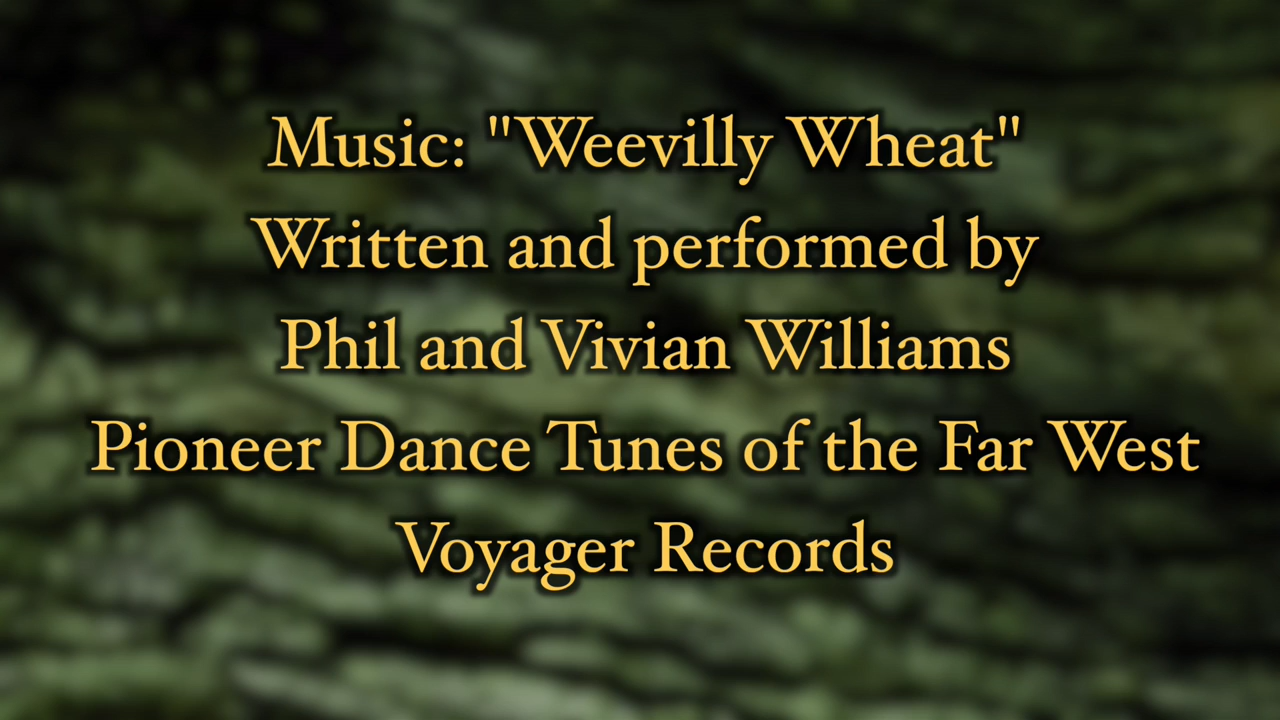 Music: "Weevilly Wheat"
Written and performed by
Phil and Vivian Williams
Pioneer Dance Tunes of the Far West
Voyager Records